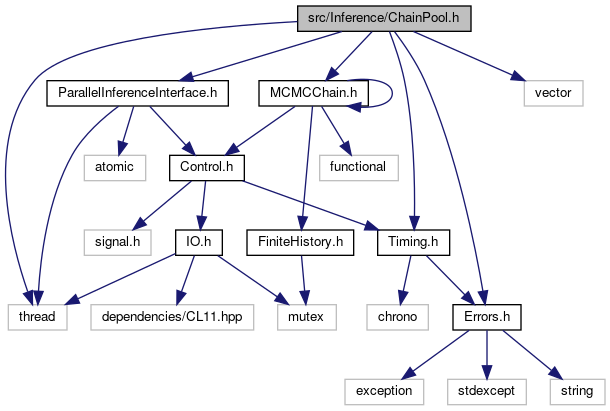 src/Inference/ChainPool.h
ParallelInferenceInterface.h
MCMCChain.h
vector
atomic
Control.h
functional
signal.h
IO.h
FiniteHistory.h
Timing.h
thread
dependencies/CL11.hpp
mutex
chrono
Errors.h
exception
stdexcept
string